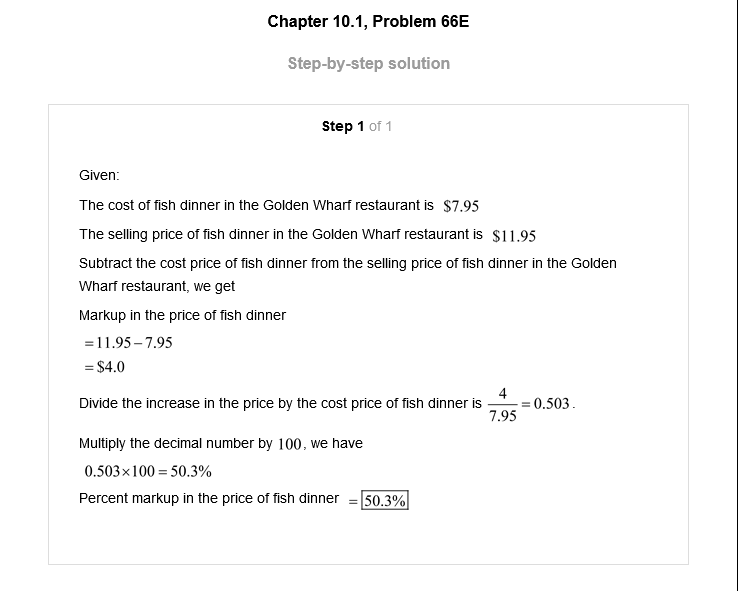 Chapter 10.1, Problem 66E
Step-by-step solution
Step 1 of 1
Given:
The cost of fish dinner in the Golden Wharf restaurant is $7.95
The selling price of fish dinner in the Golden Wharf restaurant is $11.95
Subtract the cost price of fish dinner from the selling price of fish dinner in the Golden
Wharf restaurant, we get
Markup in the price of fish dinner
=11.95−7.95
=$4.0
Divide the increase in the price by the cost price of fish dinner is 4/7.95 = 0.503.
Multiply the decimal number by 100, we have
0.503×100=50.3%
Percent markup in the price of fish dinner = 50.3%